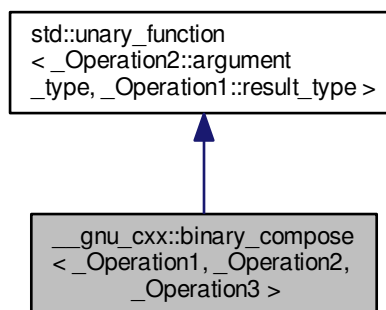 std::unary_function
< _Operation2::argument
_type, _Operation1::result_type >
__gnu_cxx::binary_compose
< _Operation1, _Operation2,
_Operation3 >